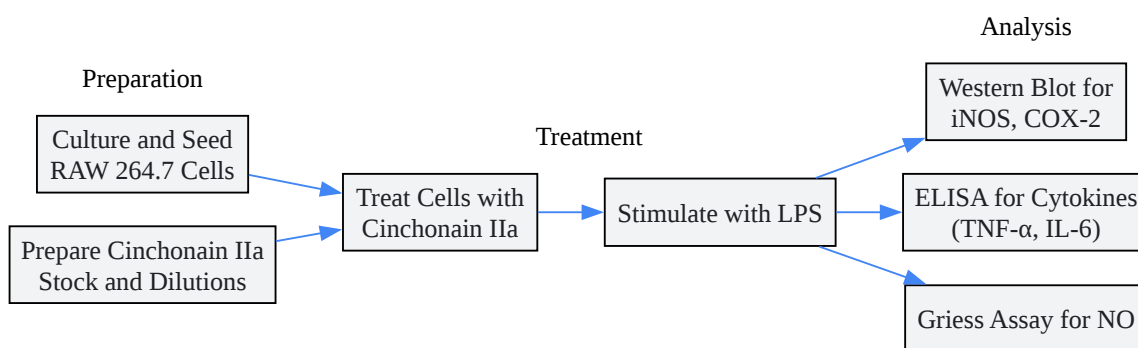 Preparation
Culture and Seed
RAW 264.7 Cells
Prepare Cinchonain IIa
Stock and Dilutions
Treatment
Treat Cells with
Cinchonain IIa
Stimulate with LPS
Analysis
Western Blot for
iNOS, COX-2
ELISA for Cytokines
(TNF-α, IL-6)
Griess Assay for NO